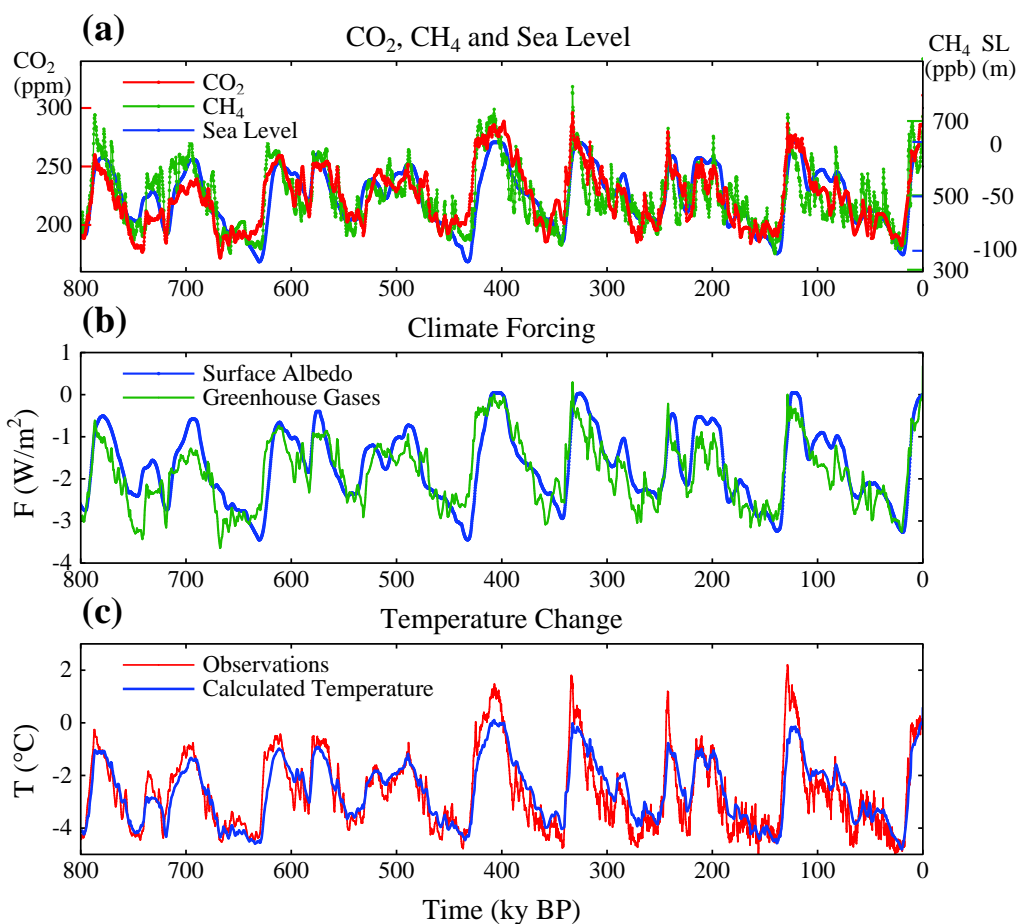 (a)
CO2, CH4 and Sea Level
CO2
(ppm)
CH4 SL
(ppb) (m)
CO2
CH4
Sea Level
300
250
200
700
500
300
0
-50
-100
800 700 600 500 400 300 200 100 0
(b)
Climate Forcing
Surface Albedo
Greenhouse Gases
F (W/m2)
1
0
-1
-2
-3
-4
800 700 600 500 400 300 200 100 0
(c)
Temperature Change
Observations
Calculated Temperature
T (°C)
2
0
-2
-4
800 700 600 500 400 300 200 100 0
Time (ky BP)